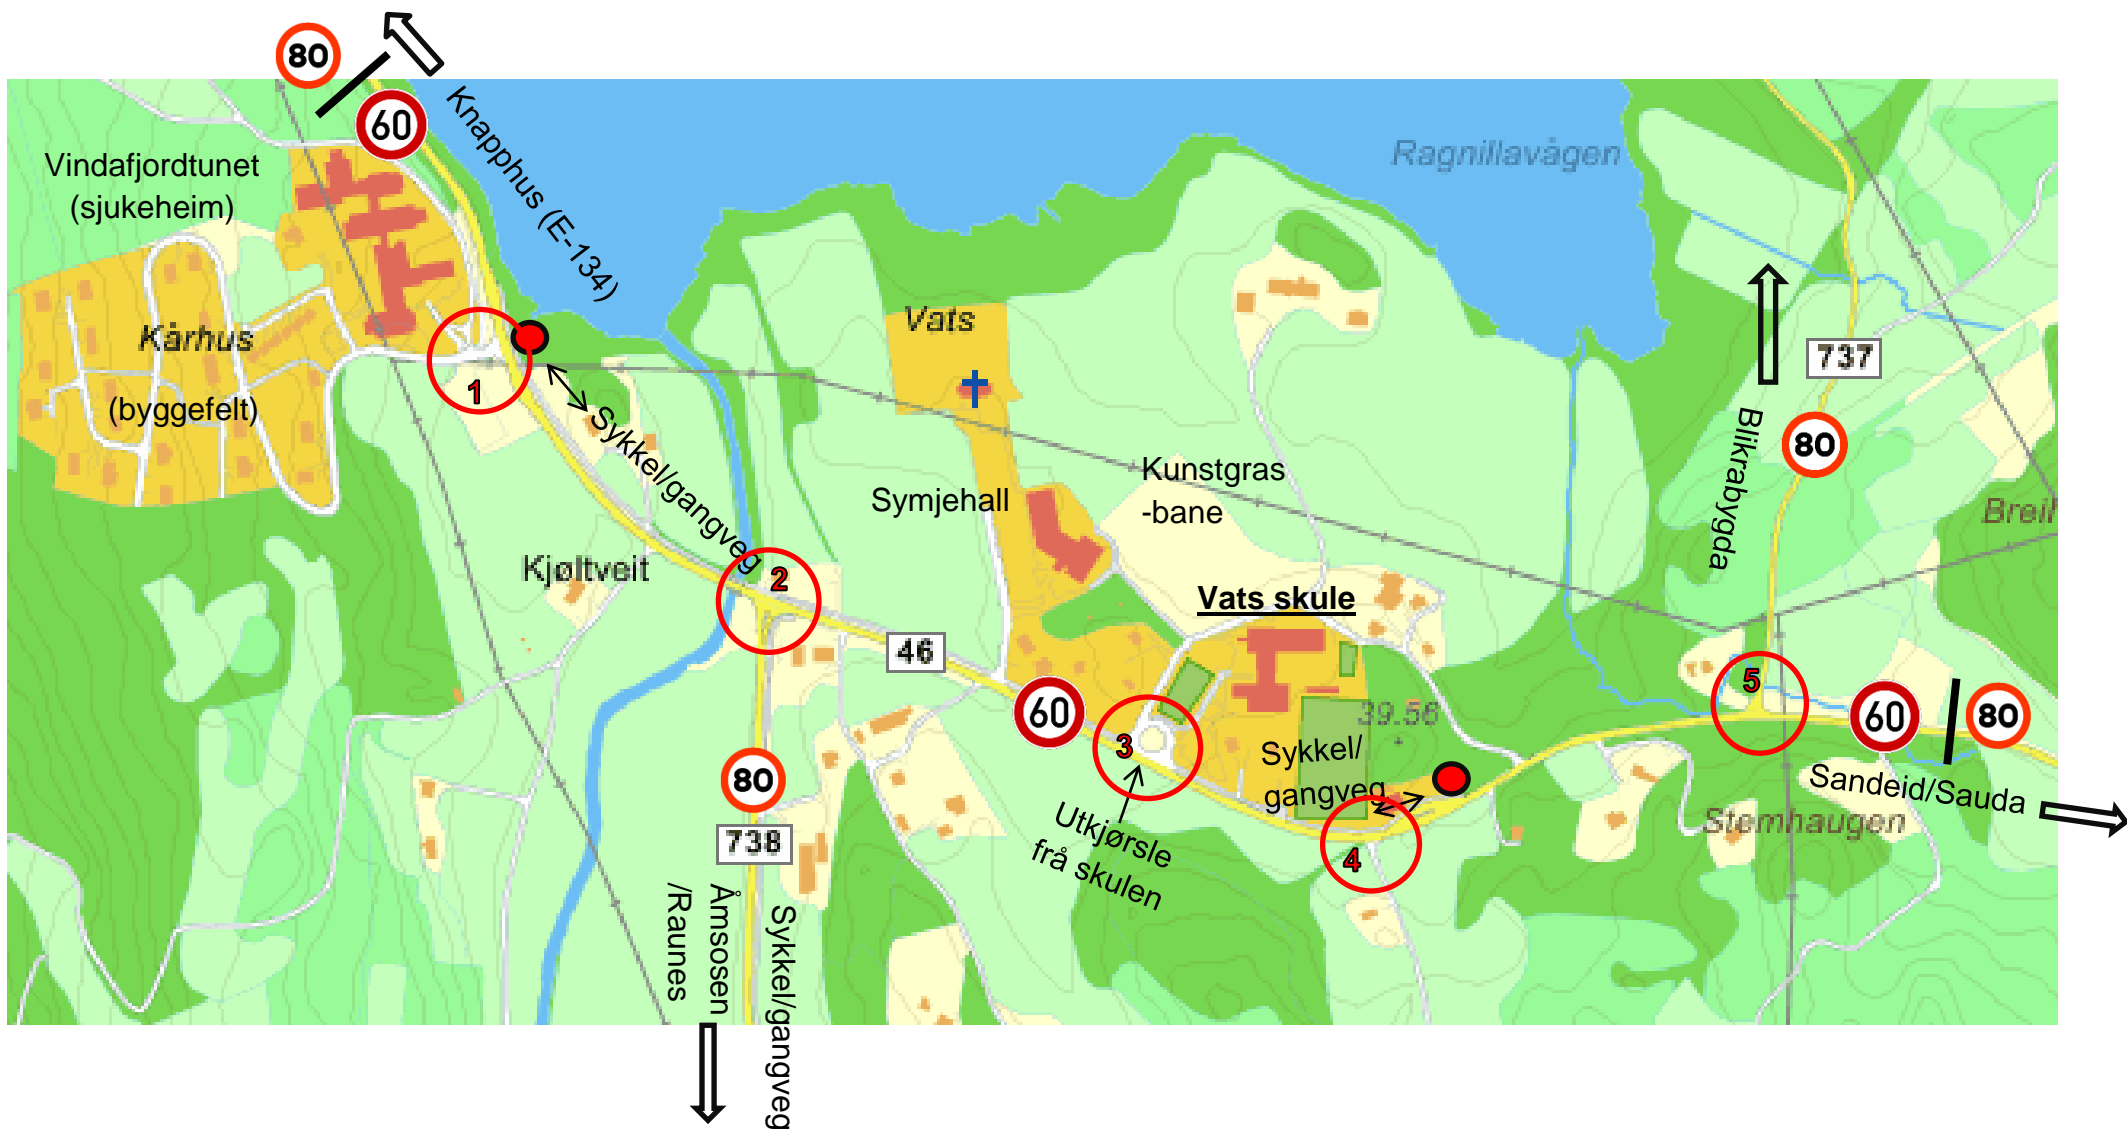 80
60
Knapphus (E-134)
Vindafjordtunet
(sjukeheim)
Ragnillavågen
Kårhus
(byggefelt)
1
Sykkel/gangveg
Vats
737
80
Blikrabygda
Kunstgras
-bane
Symjehall
Breil
Kjøltveit
2
Vats skule
46
60
3
39.56
Sykkel/
gangveg
5
60
80
Sandeid/Sauda
80
738
Utkjørsle
frå skulen
4
Stemhaugen
Åmsosen
/Raunes
Sykkel/gangveg